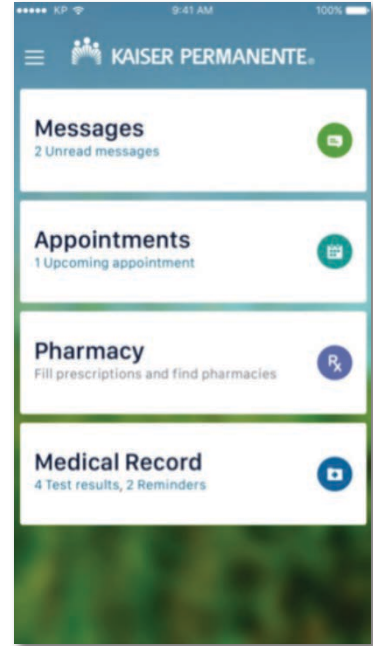 KP 9:41 AM 100%
KAISER PERMANENTE®
Messages
2 Unread messages
Appointments
1 Upcoming appointment
Pharmacy
Fill prescriptions and find pharmacies
Rx
Medical Record
4 Test results, 2 Reminders